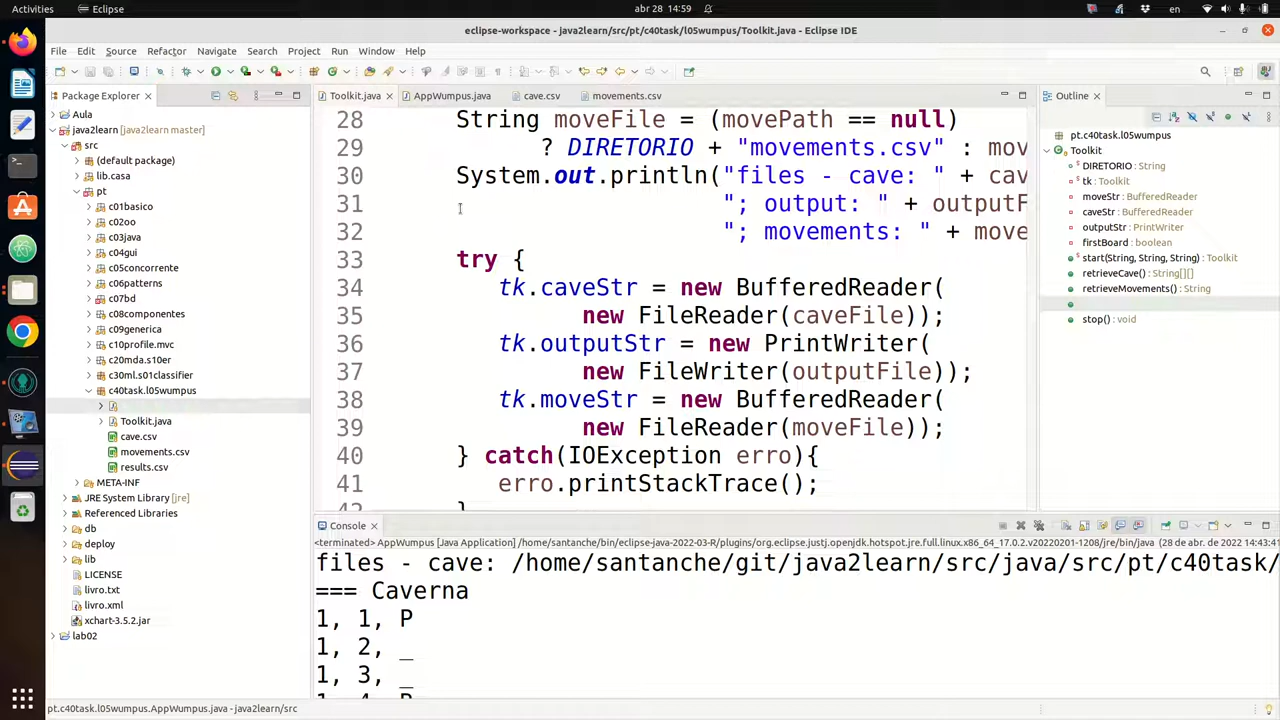 Activities
Eclipse
abr 28 14:59
en
eclipse-workspace - java2learn/src/pt/c40task/l05wumpus/Toolkit.java - Eclipse IDE
File Edit Source Refactor Navigate Search Project Run Window Help
Package Explorer
Aula
java2learn [java2learn master]
src
(default package)
lib.casa
pt
c01basico
c02oo
c03java
c04gui
c05concorrente
c06patterns
c07bd
c08componentes
c09generica
c10profile.mvc
c20mda.s10er
c30ml.s01classifier
c40task.l05wumpus
Toolkit.java
cave.csv
movements.csv
results.csv
META-INF
JRE System Library [jre]
Referenced Libraries
db
deploy
lib
LICENSE
livro.txt
livro.xml
xchart-3.5.2.jar
lab02
Toolkit.java AppWumpus.java cave.csv movements.csv
28 String moveFile = (movePath == null)
29 ? DIRETORIO + "movements.csv" : mov
30 System.out.println("files - cave: " + cav
31 "; output: " + outputF
32 "; movements: " + move
33 try {
34 tk.caveStr = new BufferedReader(
35 new FileReader(caveFile));
36 tk.outputStr = new PrintWriter(
37 new FileWriter(outputFile));
38 tk.moveStr = new BufferedReader(
39 new FileReader(moveFile));
40 } catch(IOException erro){
41 erro.printStackTrace();
42 }
Outline
pt.c40task.l05wumpus
Toolkit
DIRETORIO : String
tk : Toolkit
moveStr : BufferedReader
caveStr : BufferedReader
outputStr : PrintWriter
firstBoard : boolean
start(String, String, String) : Toolkit
retrieveCave() : String[][]
retrieveMovements() : String
stop() : void
Console
<terminated> AppWumpus [Java Application] /home/santanche/bin/eclipse-java-2022-03-R/plugins/org.eclipse.justj.openjdk.hotspot.jre.full.linux.x86_64_17.0.2.v20220201-1208/jre/bin/java (28 de abr. de 2022 14:43:41
files - cave: /home/santanche/git/java2learn/src/java/src/pt/c40task/
=== Caverna
1, 1, P
1, 2, _
1, 3, _
pt.c40task.l05wumpus.AppWumpus.java - java2learn/src